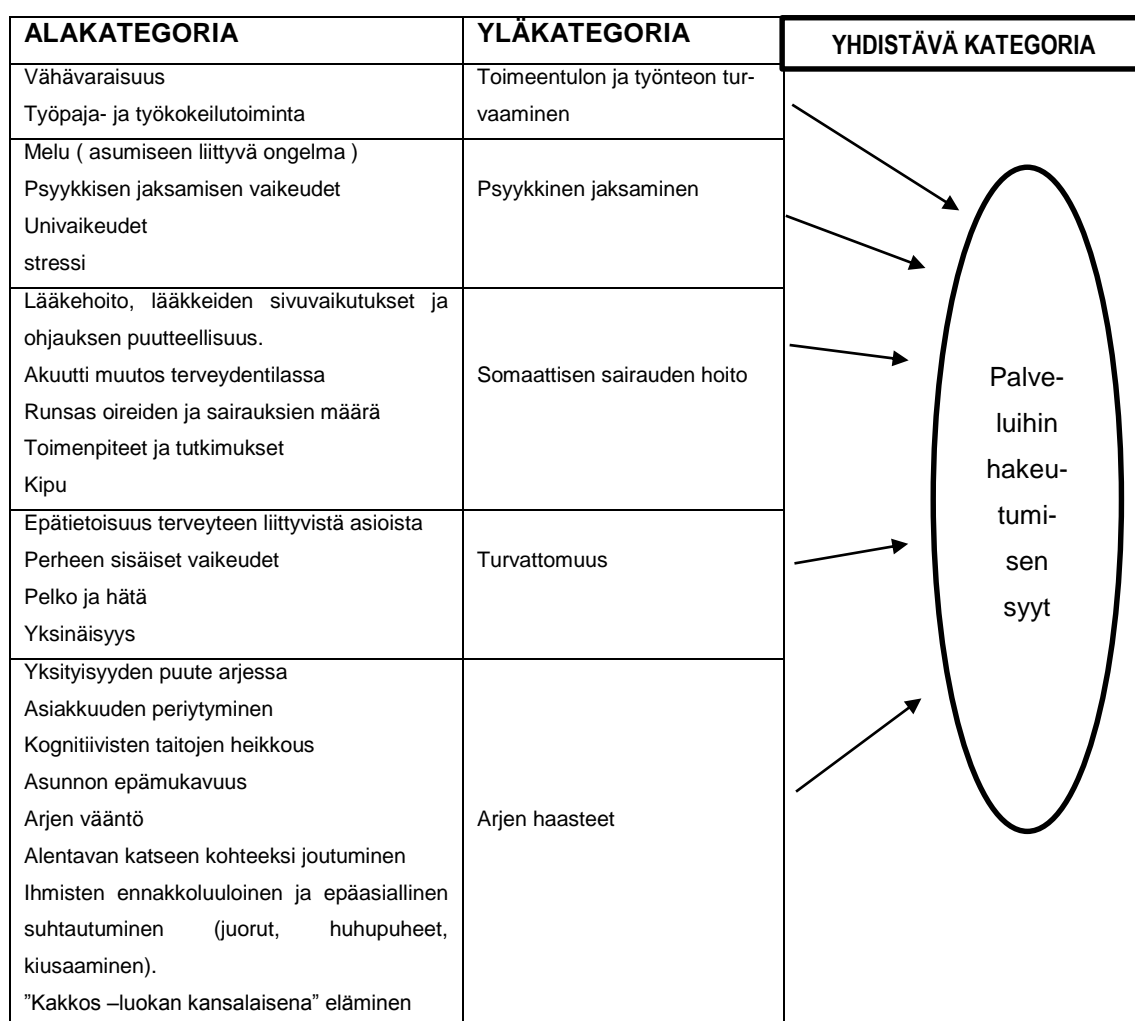 ALAKATEGORIA YLÄKATEGORIA YHDISTÄVÄ KATEGORIA
Vähävaraisuus
Työpaja- ja työkokeilutoiminta
Toimeentulon ja työnteon tur-
vaaminen
Melu ( asumiseen liittyvä ongelma )
Psyykkisen jaksamisen vaikeudet
Univaikeudet
stressi
Psyykkinen jaksaminen
Lääkehoito, lääkkeiden sivuvaikutukset ja
ohjauksen puutteellisuus.
Akuutti muutos terveydentilassa
Runsas oireiden ja sairauksien määrä
Toimenpiteet ja tutkimukset
Kipu
Somaattisen sairauden hoito
Epätietoisuus terveyteen liittyvistä asioista
Perheen sisäiset vaikeudet
Pelko ja hätä
Yksinäisyys
Turvattomuus
Yksityisyyden puute arjessa
Asiakkuuden periytyminen
Kognitiivisten taitojen heikkous
Asunnon epämukavuus
Arjen vääntö
Alentavan katseen kohteeksi joutuminen
Ihmisten ennakkoluuloinen ja epäasiallinen
suhtautuminen (juorut, huhupuheet,
kiusaaminen).
”Kakkos –luokan kansalaisena” eläminen
Arjen haasteet
Palve-
luihin
hakeu-
tumi-
sen
syyt